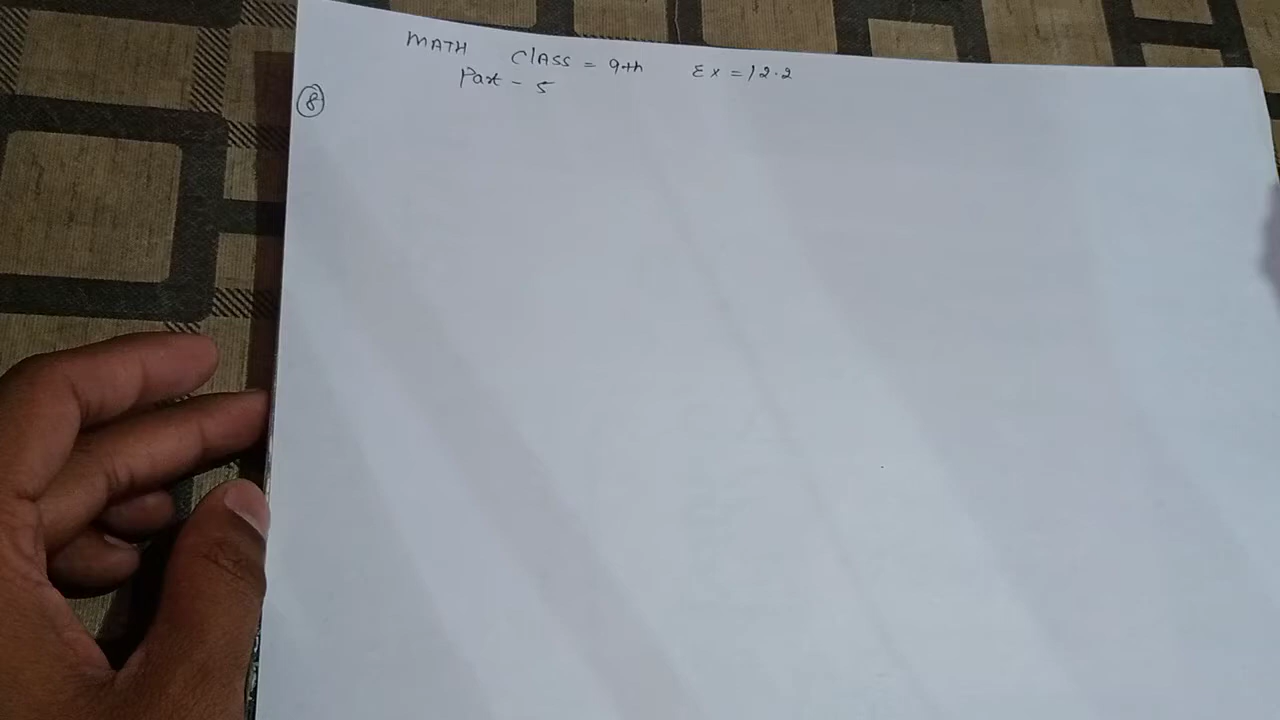 MATH Class = 9th Ex = 12.2
Part - 5
8